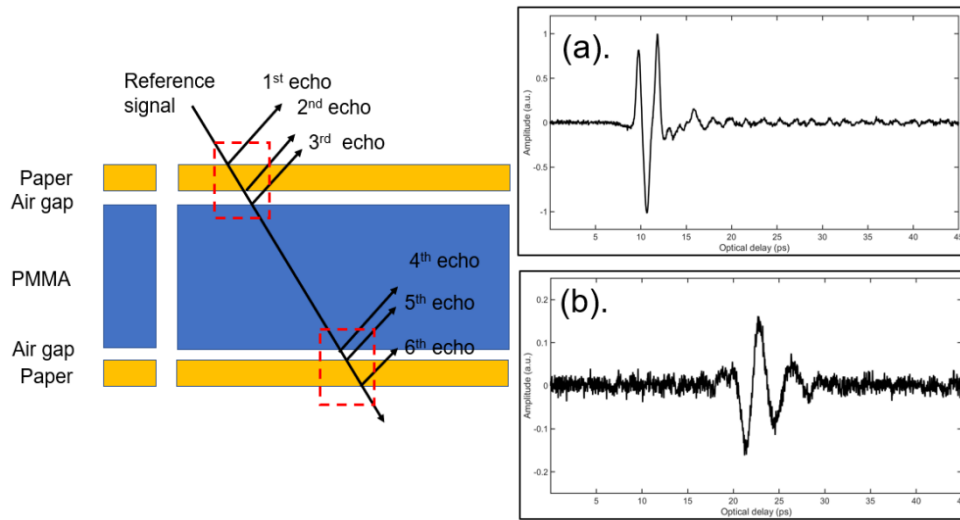 Reference
signal
1st echo
2nd echo
3rd echo
Paper
Air gap
PMMA
4th echo
5th echo
6th echo
Air gap
Paper
(a).
Amplitude (a.u.)
1
0.5
0
-0.5
-1
5 10 15 20 25 30 35 40 45
Optical delay (ps)
(b).
Amplitude (a.u.)
0.2
0.1
0
-0.1
-0.2
5 10 15 20 25 30 35 40 45
Optical delay (ps)